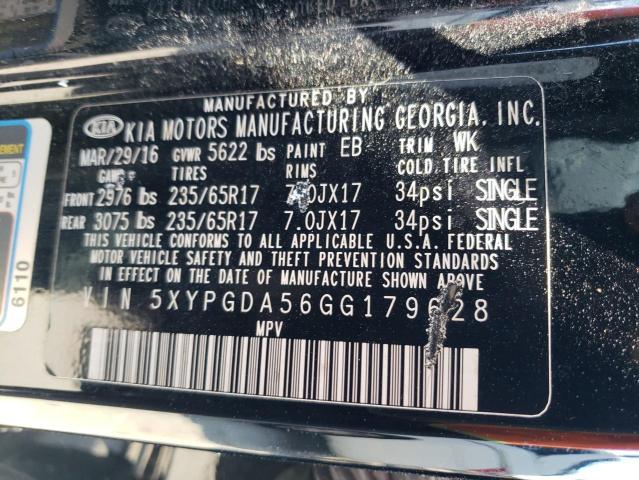 MANUFACTURED BY
KIA KIA MOTORS MANUFACTURING GEORGIA, INC.
MAR/29/16 GVWR 5622 lbs PAINT EB TRIM WK
TIRES RIMS COLD TIRE INFL
FRONT 2976 lbs 235/65R17 7.0JX17 34psi SINGLE
REAR 3075 lbs 235/65R17 7.0JX17 34psi SINGLE
THIS VEHICLE CONFORMS TO ALL APPLICABLE U.S.A. FEDERAL
MOTOR VEHICLE SAFETY AND THEFT PREVENTION STANDARDS
IN EFFECT ON THE DATE OF MANUFACTURE SHOWN ABOVE.
VIN 5XYPGDA56GG179628
MPV
6110